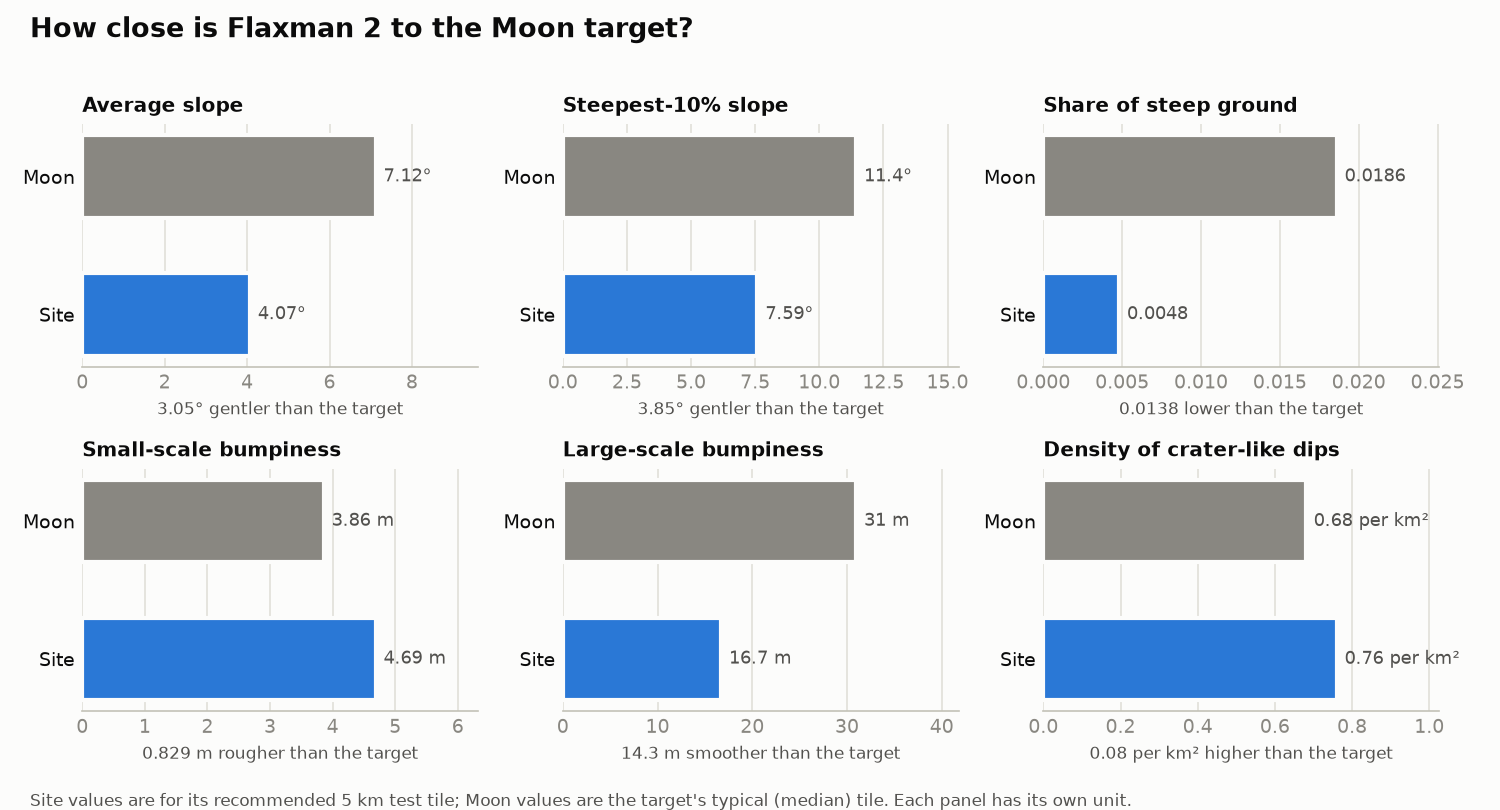 How close is Flaxman 2 to the Moon target?
Average slope
Moon
7.12°
Site
4.07°
0 2 4 6 8
3.05° gentler than the target
Steepest-10% slope
Moon
11.4°
Site
7.59°
0.0 2.5 5.0 7.5 10.0 12.5 15.0
3.85° gentler than the target
Share of steep ground
Moon
0.0186
Site
0.0048
0.000 0.005 0.010 0.015 0.020 0.025
0.0138 lower than the target
Small-scale bumpiness
Moon
3.86 m
Site
4.69 m
0 1 2 3 4 5 6
0.829 m rougher than the target
Large-scale bumpiness
Moon
31 m
Site
16.7 m
0 10 20 30 40
14.3 m smoother than the target
Density of crater-like dips
Moon
0.68 per km²
Site
0.76 per km²
0.0 0.2 0.4 0.6 0.8 1.0
0.08 per km² higher than the target
Site values are for its recommended 5 km test tile; Moon values are the target's typical (median) tile. Each panel has its own unit.